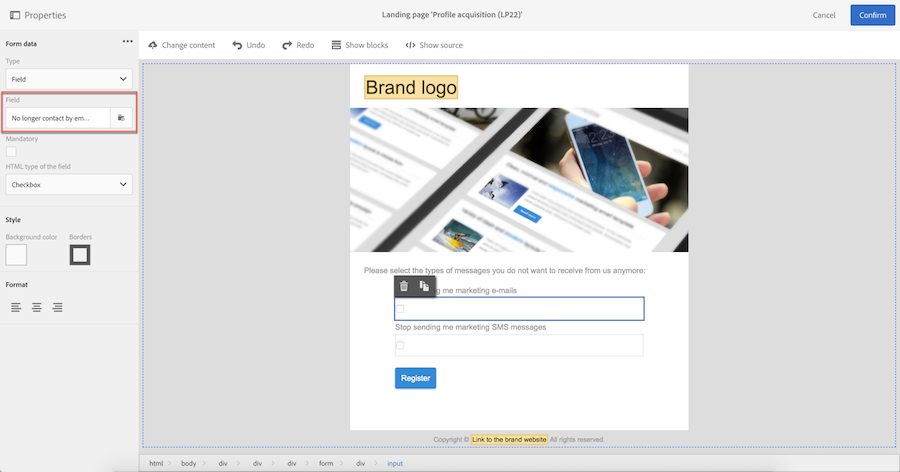 Properties
Landing page 'Profile acquisition (LP22)'
Cancel
Confirm
Form data
Type
Field
Field
No longer contact by em...
Mandatory
HTML type of the field
Checkbox
Style
Background color
Borders
Format
Change content
Undo
Redo
Show blocks
Show source
Brand logo
Please select the types of messages you do not want to receive from us anymore:
me marketing e-mails
Stop sending me marketing SMS messages
Register
Copyright © Link to the brand website All rights reserved.
html
body
div
div
div
form
div
input